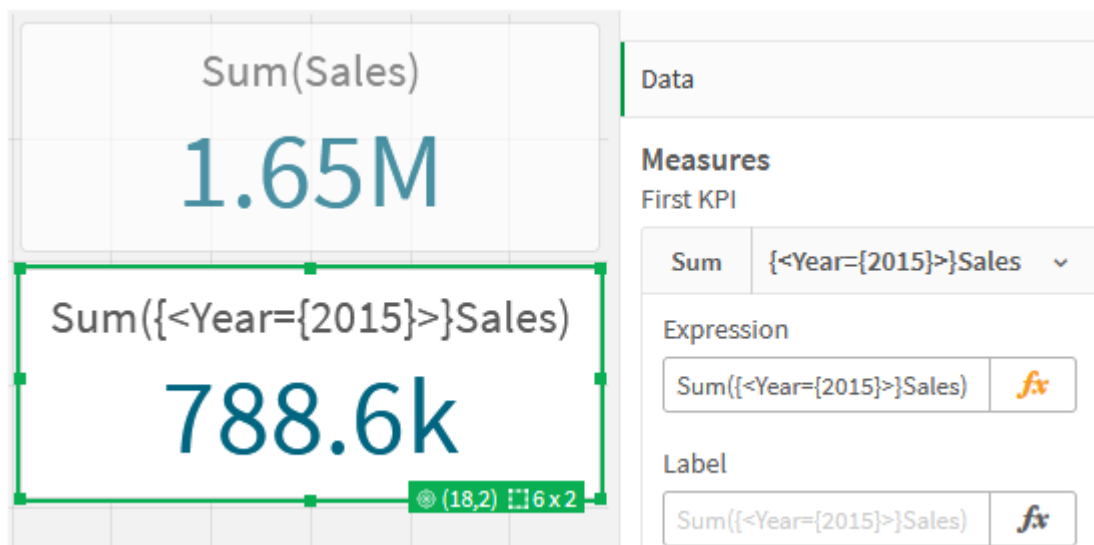 Sum(Sales)
1.65M
Sum({<Year={2015}>}Sales)
788.6k
(18,2) 6 x 2
Data
Measures
First KPI
Sum {<Year={2015}>}Sales
Expression
Sum({<Year={2015}>}Sales) fx
Label
Sum({<Year={2015}>}Sales) fx